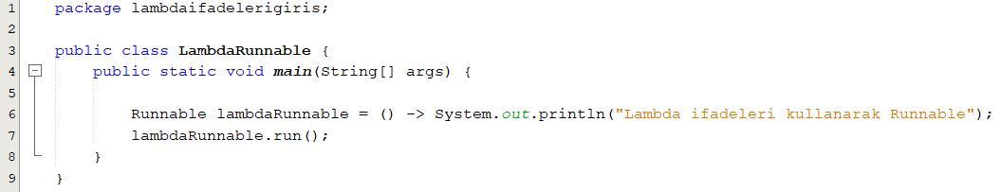 1 package lambdaifadelerigiris;
2
3 public class LambdaRunnable {
4 public static void main(String[] args) {
5
6 Runnable lambdaRunnable = () -> System.out.println("Lambda ifadeleri kullanarak Runnable");
7 lambdaRunnable.run();
8 }
9 }